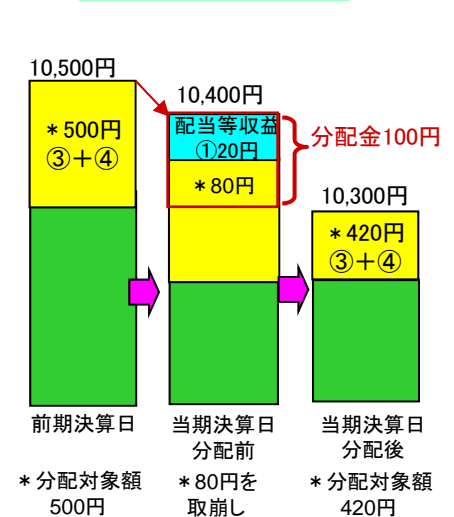 10,500円
＊500円
③＋④
10,400円
配当等収益
①20円
＊80円
分配金100円
10,300円
＊420円
③＋④
前期決算日
当期決算日
分配前
当期決算日
分配後
＊分配対象額
500円
＊80円を
取崩し
＊分配対象額
420円